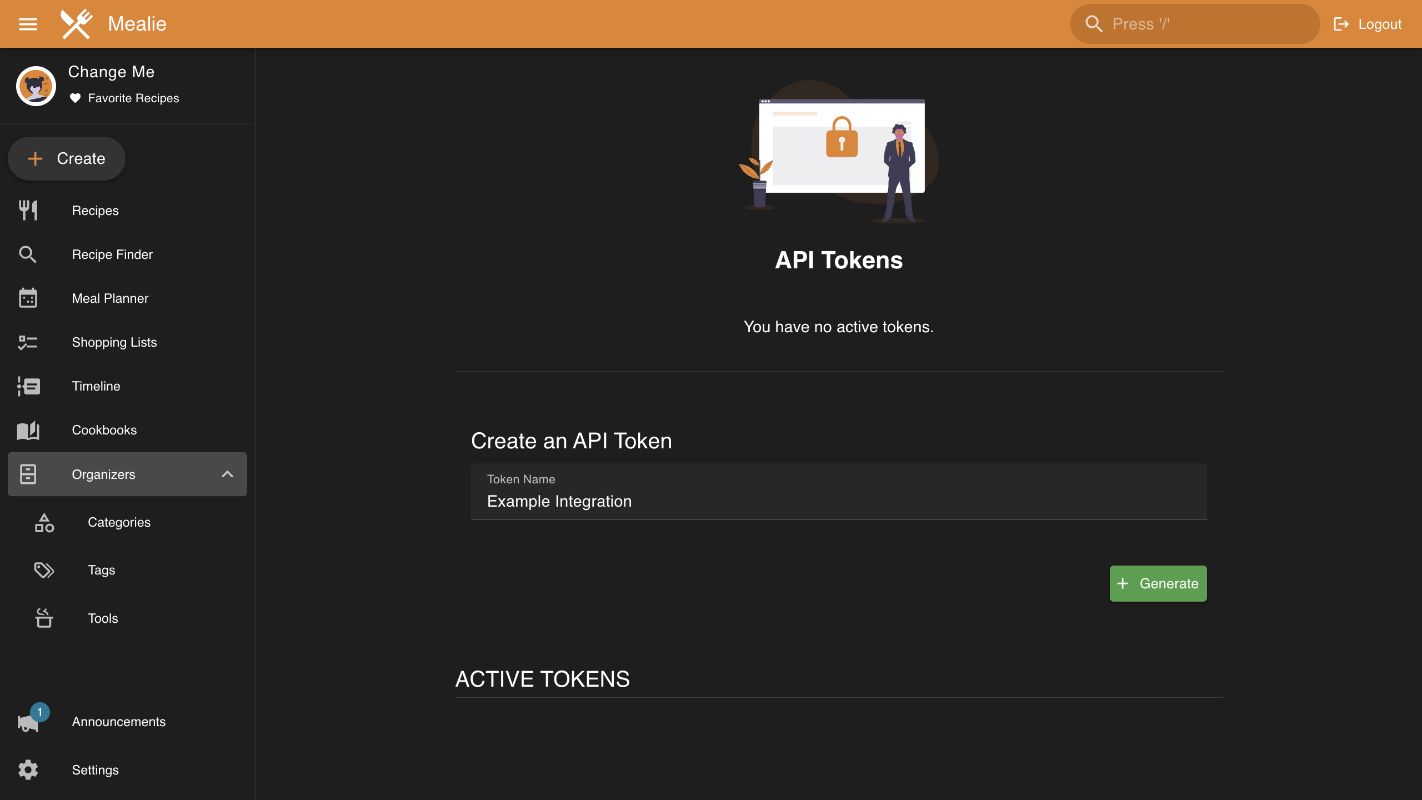 Mealie
Press '/'
Logout
Change Me
Favorite Recipes
Create
Recipes
Recipe Finder
Meal Planner
Shopping Lists
Timeline
Cookbooks
Organizers
Categories
Tags
Tools
1
Announcements
Settings
API Tokens
You have no active tokens.
Create an API Token
Token Name
Example Integration
Generate
ACTIVE TOKENS